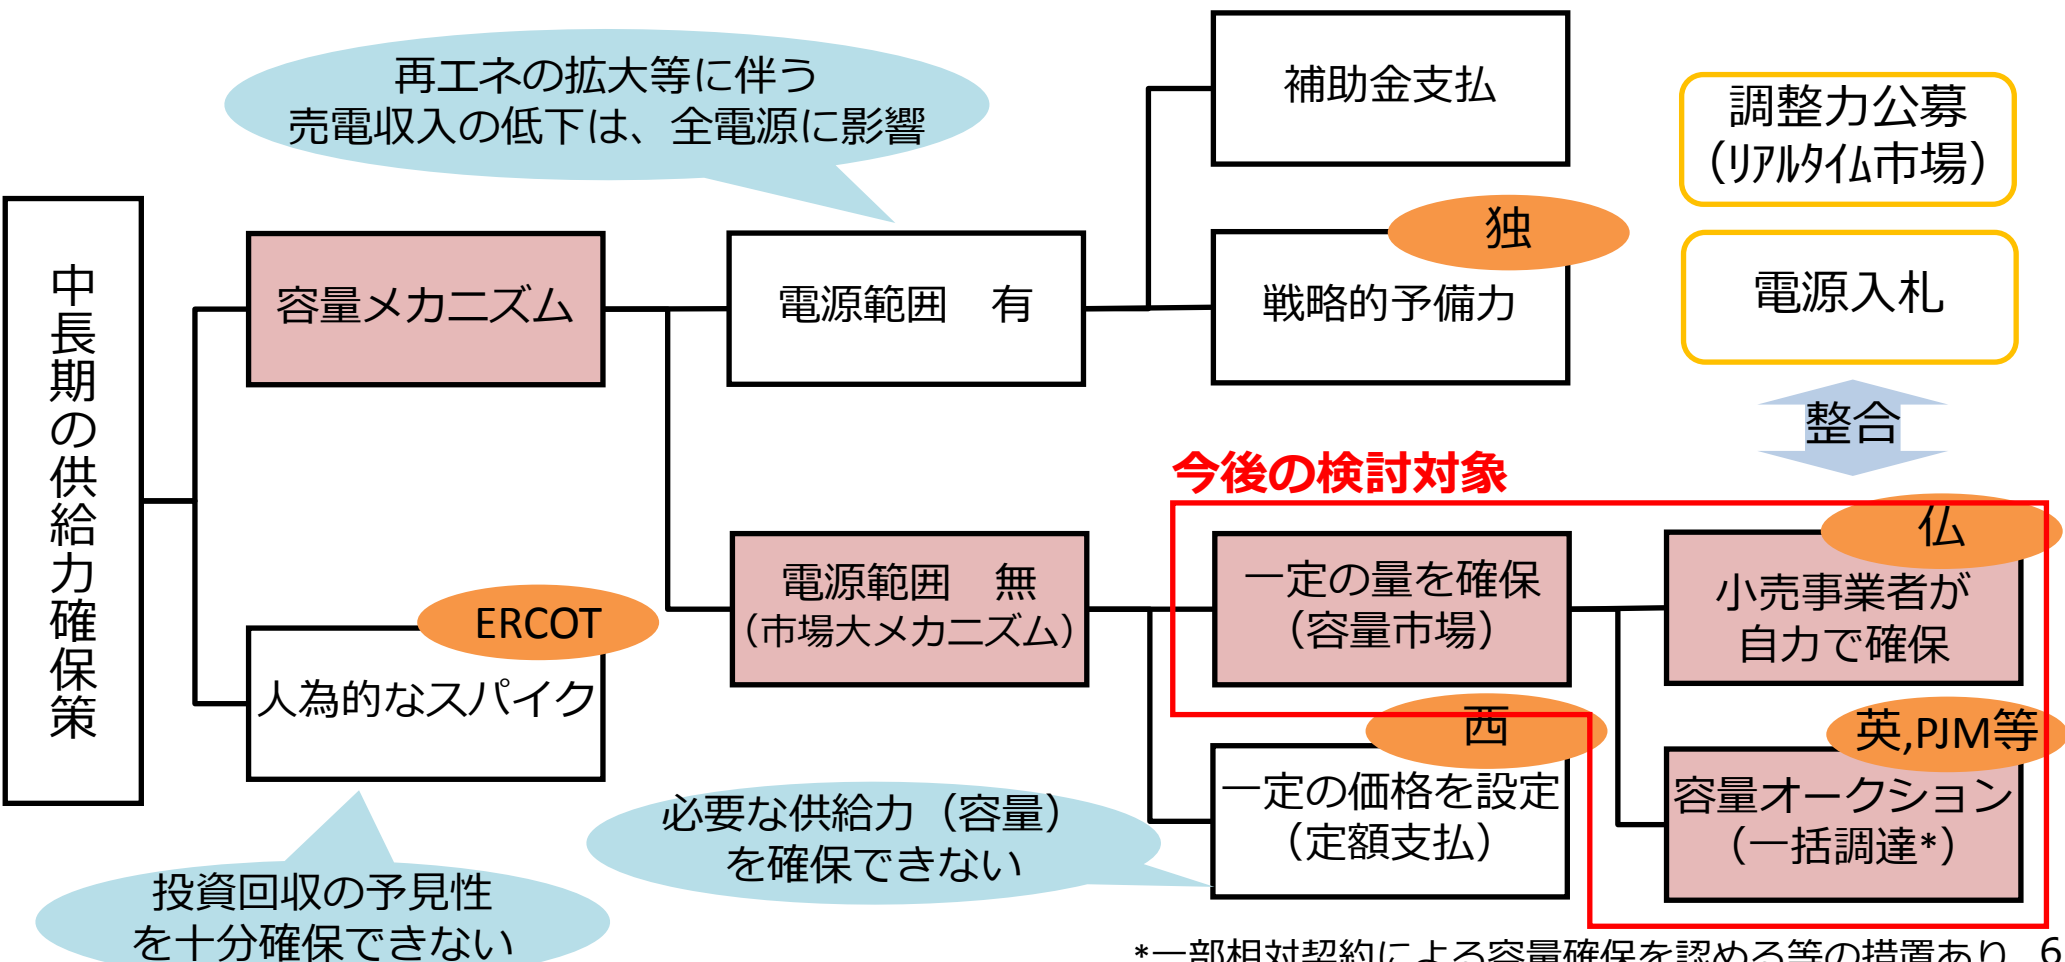 再エネの拡大等に伴う
売電収入の低下は、全電源に影響
補助金支払
調整力公募
（ﾘｱﾙﾀｲﾑ市場）
独
戦略的予備力
電源入札
中長期の供給力確保策
容量メカニズム
電源範囲　有
整合
今後の検討対象
仏
小売事業者が
自力で確保
電源範囲　無
（市場大メカニズム）
一定の量を確保
（容量市場）
ERCOT
人為的なスパイク
西
一定の価格を設定
（定額支払）
英,PJM等
容量オークション
（一括調達*）
必要な供給力（容量）
を確保できない
投資回収の予見性
を十分確保できない
*一部相対契約による容量確保を認める等の措置あり
6